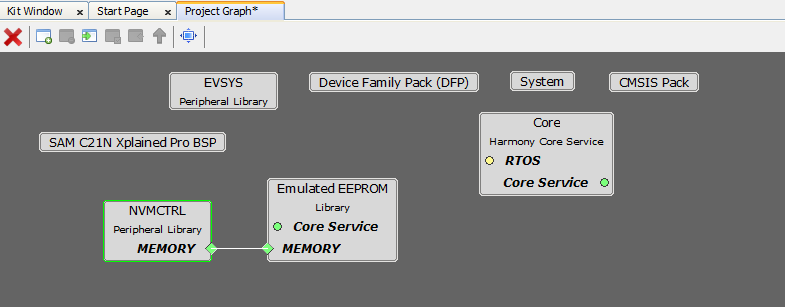 Kit Window
Start Page
Project Graph*
EVSYS
Peripheral Library
Device Family Pack (DFP)
System
CMSIS Pack
SAM C21N Xplained Pro BSP
Core
Harmony Core Service
RTOS
Core Service
NVMCTRL
Peripheral Library
MEMORY
Emulated EEPROM
Library
Core Service
MEMORY